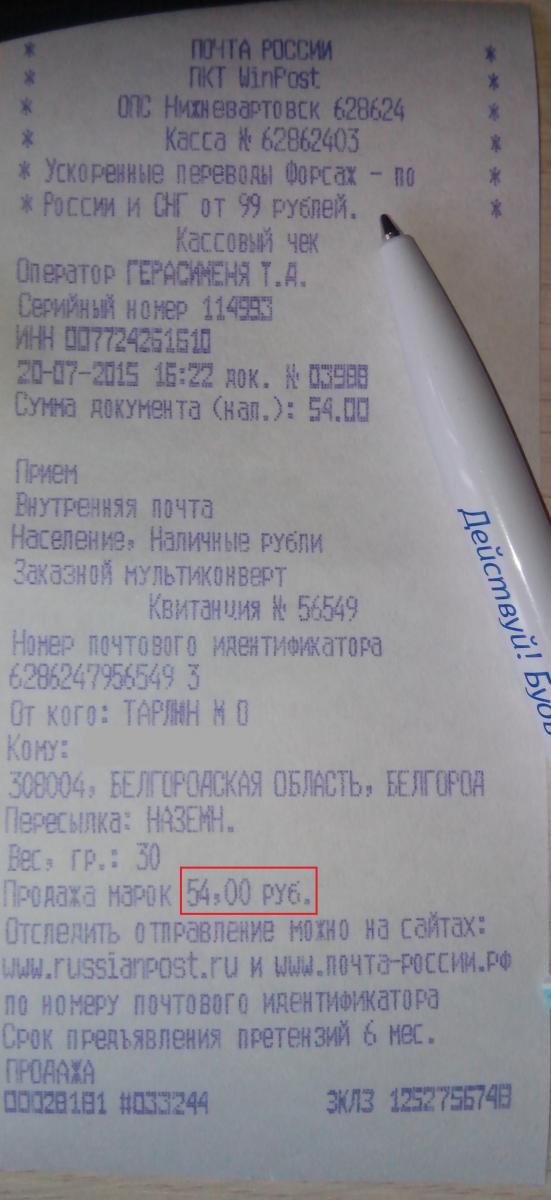 * ПОЧТА РОССИИ *
* ПКТ WinPost *
* ОПС Нижневартовск 628624 *
* Касса № 62862403 *
* Ускоренные переводы Форсаж - по *
* России и СНГ от 99 рублей. *
Кассовый чек
Оператор ГЕРАСИМЕНЯ Т.А.
Серийный номер 114993
ИНН 007724261610
20-07-2015 16:22 док. № 03988
Сумма документа (нал.): 54.00
Прием
Внутренняя почта
Население, Наличные рубли
Заказной мультиконверт
Квитанция № 56549
Номер почтового идентификатора
6286247956549 3
От кого: ТАРЛЖН М О
Кому:
308004, БЕЛГОРОДСКАЯ ОБЛАСТЬ, БЕЛГОРОД
Пересылка: НАЗЕМН.
Вес, гр.: 30
Продажа марок 54,00 руб.
Отследить отправление можно на сайтах:
www.russianpost.ru и www.почта-россии.рф
по номеру почтового идентификатора
Срок предъявления претензий 6 мес.
ПРОДАЖА
00028181 #033244 ЭКЛЗ 1252756748
Действуй!